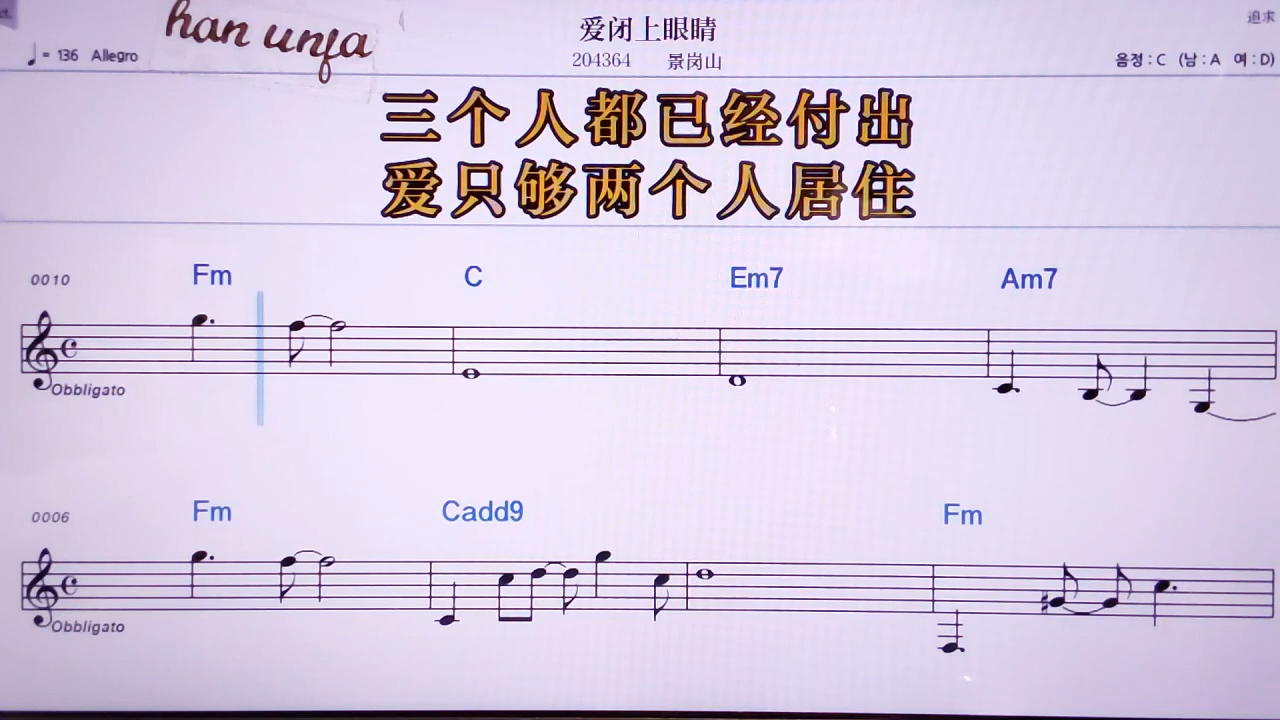 han unja
爱闭上眼睛
追求
♩= 136 Allegro
204364 景岗山
음정 : C (남 : A 여 : D)
三个人都已经付出
爱只够两个人居住
0010
Fm C Em7 Am7
Obbligato
0006
Fm Cadd9 Fm
Obbligato